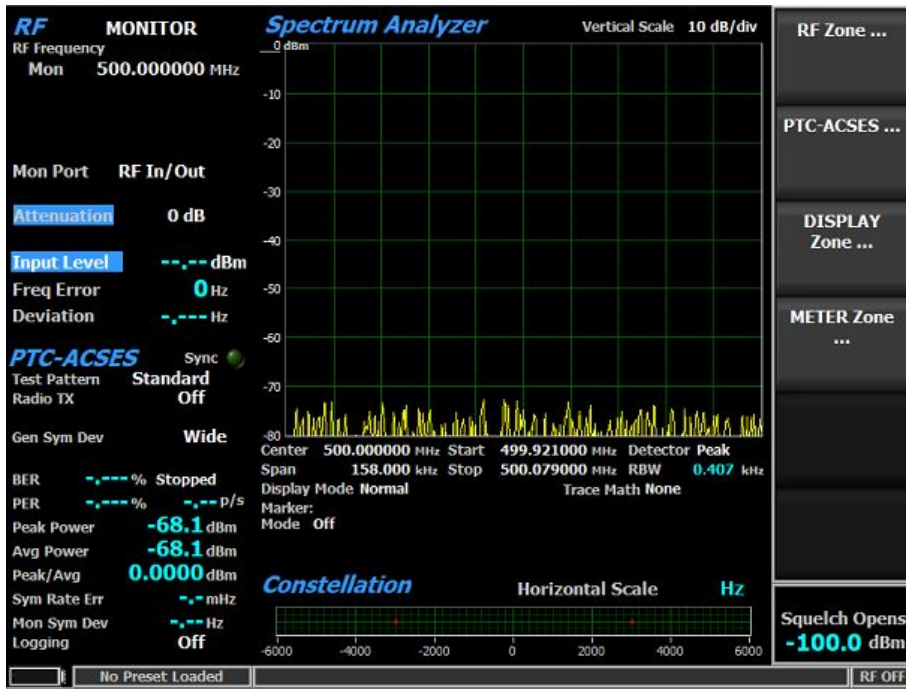 RF MONITOR
RF Frequency
Mon 500.000000 MHz
Mon Port RF In/Out
Attenuation 0 dB
Input Level --.-- dBm
Freq Error 0 Hz
Deviation -.--- Hz
PTC-ACSES Sync
Test Pattern Standard
Radio TX Off
Gen Sym Dev Wide
BER -.---% Stopped
PER -.---% -.-- p/s
Peak Power -68.1 dBm
Avg Power -68.1 dBm
Peak/Avg 0.0000 dBm
Sym Rate Err -.- mHz
Mon Sym Dev -.-- Hz
Logging Off
Spectrum Analyzer Vertical Scale 10 dB/div
0 dBm
-10
-20
-30
-40
-50
-60
-70
-80
Center 500.000000 MHz Start 499.921000 MHz Detector Peak
Span 158.000 kHz Stop 500.079000 MHz RBW 0.407 kHz
Display Mode Normal Trace Math None
Marker:
Mode Off
Constellation Horizontal Scale Hz
-6000 -4000 -2000 0 2000 4000 6000
RF Zone ...
PTC-ACSES ...
DISPLAY
Zone ...
METER Zone
...
Squelch Opens
-100.0 dBm
No Preset Loaded
RF OFF